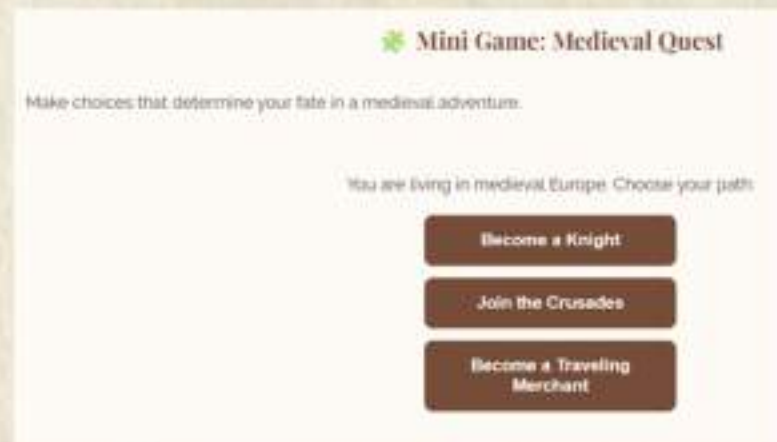 Mini Game: Medieval Quest
Make choices that determine your fate in a medieval adventure.
You are living in medieval Europe. Choose your path:
Become a Knight
Join the Crusades
Become a Traveling
Merchant